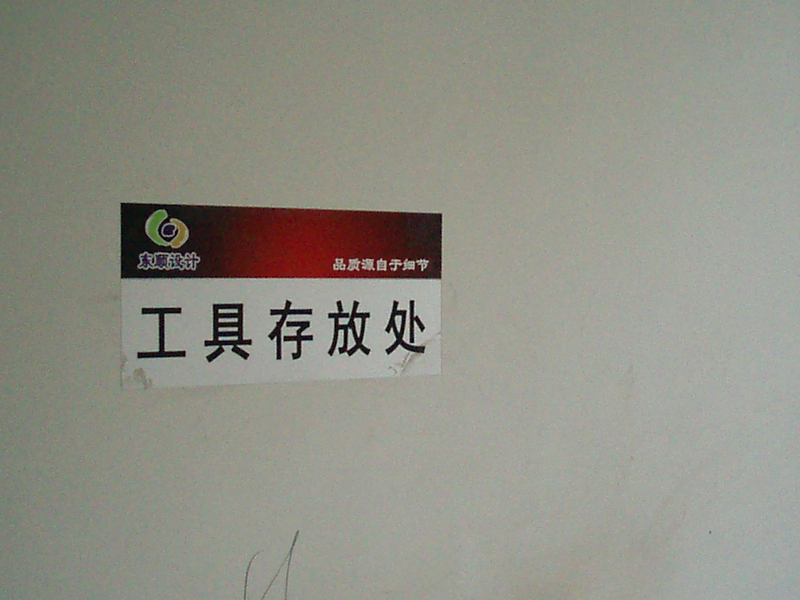 东顺设计
品质源自于细节
工具存放处